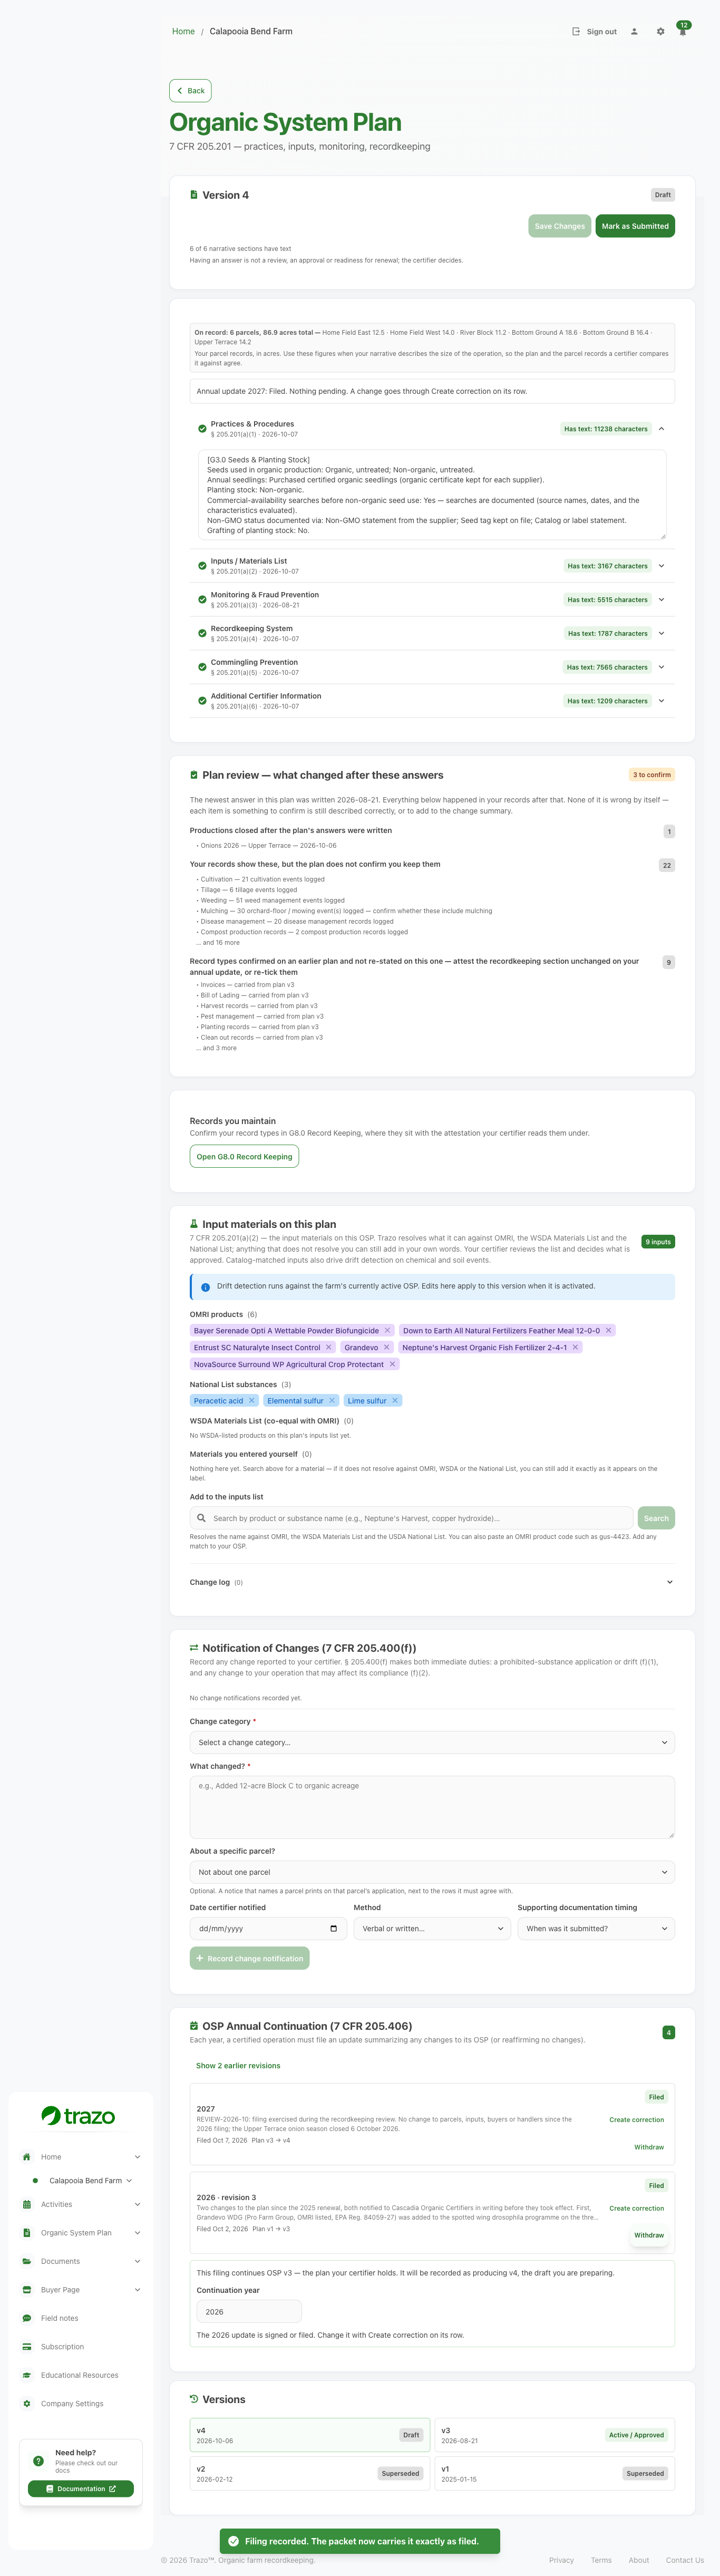 Home / Calapooia Bend Farm
Sign out
12
Back
Organic System Plan
7 CFR 205.201 — practices, inputs, monitoring, recordkeeping
Version 4
Draft
Save Changes
Mark as Submitted
6 of 6 narrative sections have text
Having an answer is not a review, an approval or readiness for renewal; the certifier decides.
On record: 6 parcels, 86.9 acres total — Home Field East 12.5 · Home Field West 14.0 · River Block 11.2 · Bottom Ground A 18.6 · Bottom Ground B 16.4 ·
Upper Terrace 14.2
Your parcel records, in acres. Use these figures when your narrative describes the size of the operation, so the plan and the parcel records a certifier compares
it against agree.
Annual update 2027: Filed. Nothing pending. A change goes through Create correction on its row.
Practices & Procedures
§ 205.201(a)(1) · 2026-10-07
Has text: 11238 characters
[G3.0 Seeds & Planting Stock]
Seeds used in organic production: Organic, untreated; Non-organic, untreated.
Annual seedlings: Purchased certified organic seedlings (organic certificate kept for each supplier).
Planting stock: Non-organic.
Commercial-availability searches before non-organic seed use: Yes — searches are documented (source names, dates, and the
characteristics evaluated).
Non-GMO status documented via: Non-GMO statement from the supplier; Seed tag kept on file; Catalog or label statement.
Grafting of planting stock: No.
Inputs / Materials List
§ 205.201(a)(2) · 2026-10-07
Has text: 3167 characters
Monitoring & Fraud Prevention
§ 205.201(a)(3) · 2026-08-21
Has text: 5515 characters
Recordkeeping System
§ 205.201(a)(4) · 2026-10-07
Has text: 1787 characters
Commingling Prevention
§ 205.201(a)(5) · 2026-10-07
Has text: 7565 characters
Additional Certifier Information
§ 205.201(a)(6) · 2026-10-07
Has text: 1209 characters
Plan review — what changed after these answers
3 to confirm
The newest answer in this plan was written 2026-08-21. Everything below happened in your records after that. None of it is wrong by itself —
each item is something to confirm is still described correctly, or to add to the change summary.
Productions closed after the plan's answers were written
1
• Onions 2026 — Upper Terrace — 2026-10-06
Your records show these, but the plan does not confirm you keep them
22
• Cultivation — 21 cultivation events logged
• Tillage — 6 tillage events logged
• Weeding — 51 weed management events logged
• Mulching — 30 orchard-floor / mowing event(s) logged — confirm whether these include mulching
• Disease management — 20 disease management records logged
• Compost production records — 2 compost production records logged
... and 16 more
Record types confirmed on an earlier plan and not re-stated on this one — attest the recordkeeping section unchanged on your
annual update, or re-tick them
9
• Invoices — carried from plan v3
• Bill of Lading — carried from plan v3
• Harvest records — carried from plan v3
• Pest management — carried from plan v3
• Planting records — carried from plan v3
• Clean out records — carried from plan v3
... and 3 more
Records you maintain
Confirm your record types in G8.0 Record Keeping, where they sit with the attestation your certifier reads them under.
Open G8.0 Record Keeping
Input materials on this plan
7 CFR 205.201(a)(2) — the input materials on this OSP. Trazo resolves what it can against OMRI, the WSDA Materials List and the
National List; anything that does not resolve you can still add in your own words. Your certifier reviews the list and decides what is
approved. Catalog-matched inputs also drive drift detection on chemical and soil events.
9 inputs
Drift detection runs against the farm's currently active OSP. Edits here apply to this version when it is activated.
OMRI products (6)
Bayer Serenade Opti A Wettable Powder Biofungicide
Down to Earth All Natural Fertilizers Feather Meal 12-0-0
Entrust SC Naturalyte Insect Control
Grandevo
Neptune's Harvest Organic Fish Fertilizer 2-4-1
NovaSource Surround WP Agricultural Crop Protectant
National List substances (3)
Peracetic acid
Elemental sulfur
Lime sulfur
WSDA Materials List (co-equal with OMRI) (0)
No WSDA-listed products on this plan's inputs list yet.
Materials you entered yourself (0)
Nothing here yet. Search above for a material — if it does not resolve against OMRI, WSDA or the National List, you can still add it exactly as it appears on the
label.
Add to the inputs list
Search by product or substance name (e.g., Neptune's Harvest, copper hydroxide)...
Search
Resolves the name against OMRI, the WSDA Materials List and the USDA National List. You can also paste an OMRI product code such as gus-4423. Add any
match to your OSP.
Change log (0)
Notification of Changes (7 CFR 205.400(f))
Record any change reported to your certifier. § 205.400(f) makes both immediate duties: a prohibited-substance application or drift (f)(1),
and any change to your operation that may affect its compliance (f)(2).
No change notifications recorded yet.
Change category *
Select a change category...
What changed? *
e.g., Added 12-acre Block C to organic acreage
About a specific parcel?
Not about one parcel
Optional. A notice that names a parcel prints on that parcel's application, next to the rows it must agree with.
Date certifier notified
Method
Supporting documentation timing
dd/mm/yyyy
Verbal or written...
When was it submitted?
Record change notification
OSP Annual Continuation (7 CFR 205.406)
Each year, a certified operation must file an update summarizing any changes to its OSP (or reaffirming no changes).
4
Show 2 earlier revisions
Filed
2027
REVIEW-2026-10: filing exercised during the recordkeeping review. No change to parcels, inputs, buyers or handlers since the
2026 filing; the Upper Terrace onion season closed 6 October 2026.
Filed Oct 7, 2026 Plan v3 → v4
Create correction
Withdraw
Filed
2026 · revision 3
Two changes to the plan since the 2025 renewal, both notified to Cascadia Organic Certifiers in writing before they took effect. First,
Grandevo WDG (Pro Farm Group, OMRI listed, EPA Reg. 84059-27) was added to the spotted wing drosophila programme on the thre...
Filed Oct 2, 2026 Plan v1 → v3
Create correction
Withdraw
This filing continues OSP v3 — the plan your certifier holds. It will be recorded as producing v4, the draft you are preparing.
Continuation year
2026
The 2026 update is signed or filed. Change it with Create correction on its row.
Versions
v4
2026-10-06
Draft
v3
2026-08-21
Active / Approved
v2
2026-02-12
Superseded
v1
2025-01-15
Superseded
trazo
Home
Calapooia Bend Farm
Activities
Organic System Plan
Documents
Buyer Page
Field notes
Subscription
Educational Resources
Company Settings
Need help?
Please check out our
docs
Documentation
Filing recorded. The packet now carries it exactly as filed.
© 2026 Trazo™. Organic farm recordkeeping.
Privacy
Terms
About
Contact Us